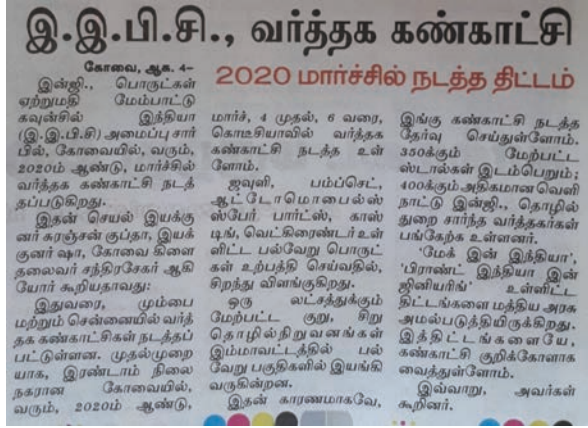 இ.இ.பி.சி., வர்த்தக கண்காட்சி
2020 மார்ச்சில் நடத்த திட்டம்
கோவை, ஆக. 4–
இன்ஜி., பொருட்கள்
ஏற்றுமதி மேம்பாட்டு
கவுன்சில் இந்தியா
(இ.இ.பி.சி) அமைப்பு சார்
பில், கோவையில், வரும்,
2020ம் ஆண்டு, மார்ச்சில்
வர்த்தக கண்காட்சி நடத்
தப்படுகிறது.
இதன் செயல் இயக்கு
னர் சுரஞ்சன் குப்தா, இயக்
குனர் ஷா, கோவை கிளை
தலைவர் சந்திரசேகர் ஆகி
யோர் கூறியதாவது:
இதுவரை, மும்பை
மற்றும் சென்னையில் வர்த்
தக கண்காட்சிகள் நடத்தப்
பட்டுள்ளன. முதல்முறை
யாக, இரண்டாம் நிலை
நகரான கோவையில்,
வரும், 2020ம் ஆண்டு,
மார்ச், 4 முதல், 6 வரை,
கொடீசியாவில் வர்த்தக
கண்காட்சி நடத்த உள்
ளோம்.
ஜவுளி, பம்ப்செட்,
ஆட்டோமொபைல்ஸ்
ஸ்பேர் பார்ட்ஸ், காஸ்
டிங், வெட்கிரைண்டர் உள்
ளிட்ட பல்வேறு பொருட்
கள் உற்பத்தி செய்வதில்,
சிறந்து விளங்குகிறது.
ஒரு லட்சத்துக்கும்
மேற்பட்ட குறு, சிறு
தொழில்நிறுவனங்கள்
இம்மாவட்டத்தில் பல்
வேறு பகுதிகளில் இயங்கி
வருகின்றன.
இதன் காரணமாகவே,
இங்கு கண்காட்சி நடத்த
தேர்வு செய்துள்ளோம்.
350க்கும் மேற்பட்ட
ஸ்டால்கள் இடம்பெறும்;
400க்கும் அதிகமான வெளி
நாட்டு இன்ஜி., தொழில்
துறை சார்ந்த வர்த்தகர்கள்
பங்கேற்க உள்ளனர்.
'மேக் இன் இந்தியா',
'பிராண்ட் இந்தியா இன்
ஜினியரிங்' உள்ளிட்ட
திட்டங்களை மத்திய அரசு
அமல்படுத்தியிருக்கிறது.
இத்திட்டங்களையே,
கண்காட்சி குறிக்கோளாக
வைத்துள்ளோம்.
இவ்வாறு, அவர்கள்
கூறினர்.